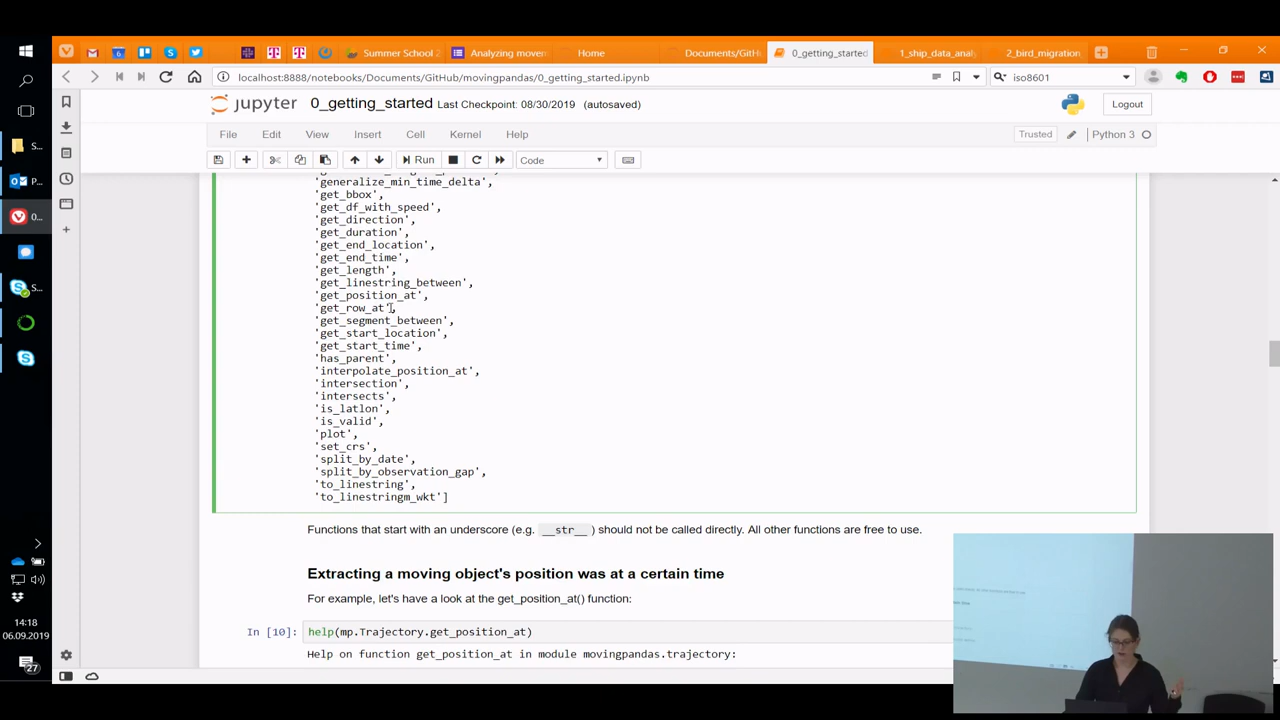 Summer School 2
Analyzing movem
Home
Documents/GitHu
0_getting_started
1_ship_data_anal
2_bird_migration
localhost:8888/notebooks/Documents/GitHub/movingpandas/0_getting_started.ipynb
iso8601
jupyter
0_getting_started Last Checkpoint: 08/30/2019 (autosaved)
Logout
File Edit View Insert Cell Kernel Help
Trusted
Python 3
Run
Code
'generalize_min_time_delta',
'get_bbox',
'get_df_with_speed',
'get_direction',
'get_duration',
'get_end_location',
'get_end_time',
'get_length',
'get_linestring_between',
'get_position_at',
'get_row_at',
'get_segment_between',
'get_start_location',
'get_start_time',
'has_parent',
'interpolate_position_at',
'intersection',
'intersects',
'is_latlon',
'is_valid',
'plot',
'set_crs',
'split_by_date',
'split_by_observation_gap',
'to_linestring',
'to_linestringm_wkt']
Functions that start with an underscore (e.g. __str__ ) should not be called directly. All other functions are free to use.
Extracting a moving object's position was at a certain time
For example, let's have a look at the get_position_at() function:
In [10]: help(mp.Trajectory.get_position_at)
Help on function get_position_at in module movingpandas.trajectory:
S...
P...
0...
S...
14:18
06.09.2019
27